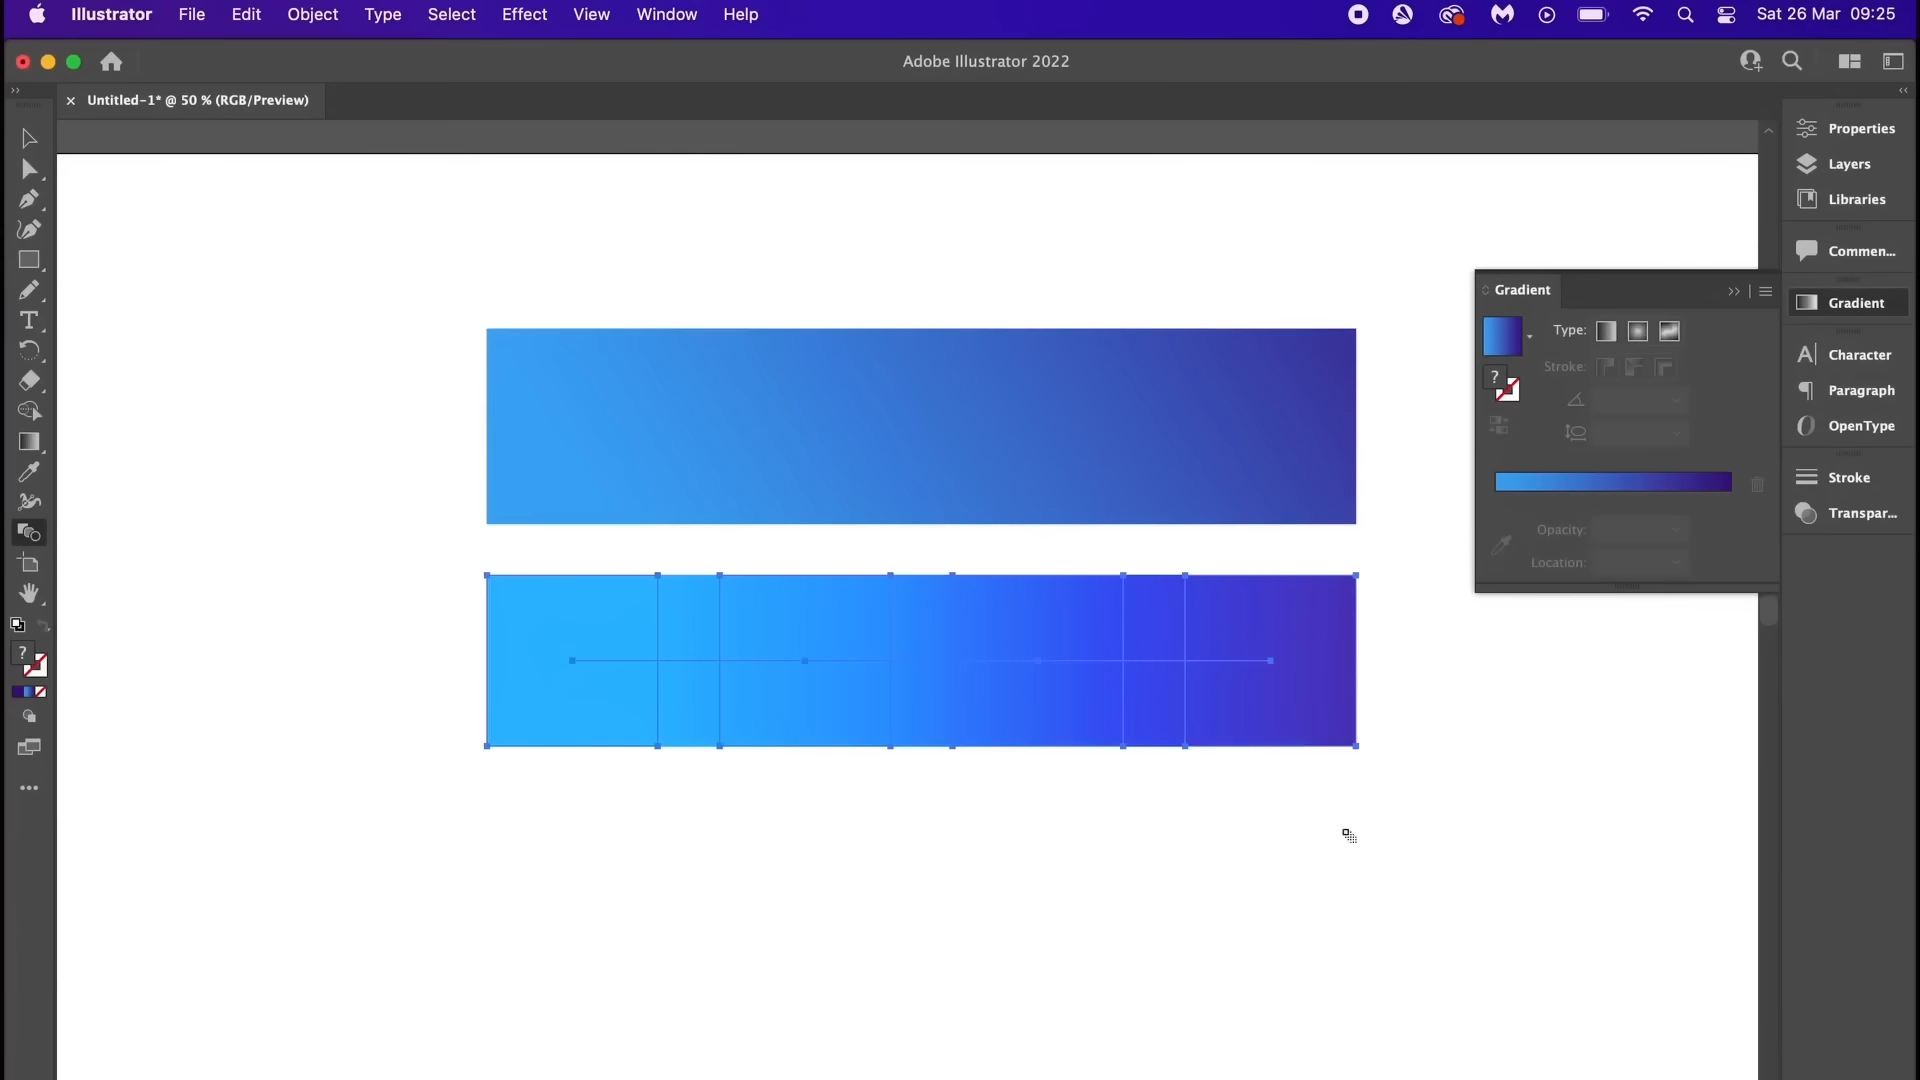 Illustrator File Edit Object Type Select Effect View Window Help Sat 26 Mar 09:25
Adobe Illustrator 2022
Untitled-1* @ 50 % (RGB/Preview)
Properties
Layers
Libraries
Commen...
Gradient
Character
Paragraph
OpenType
Stroke
Transpar...
Gradient
Type:
Stroke:
?
Opacity:
Location:
?